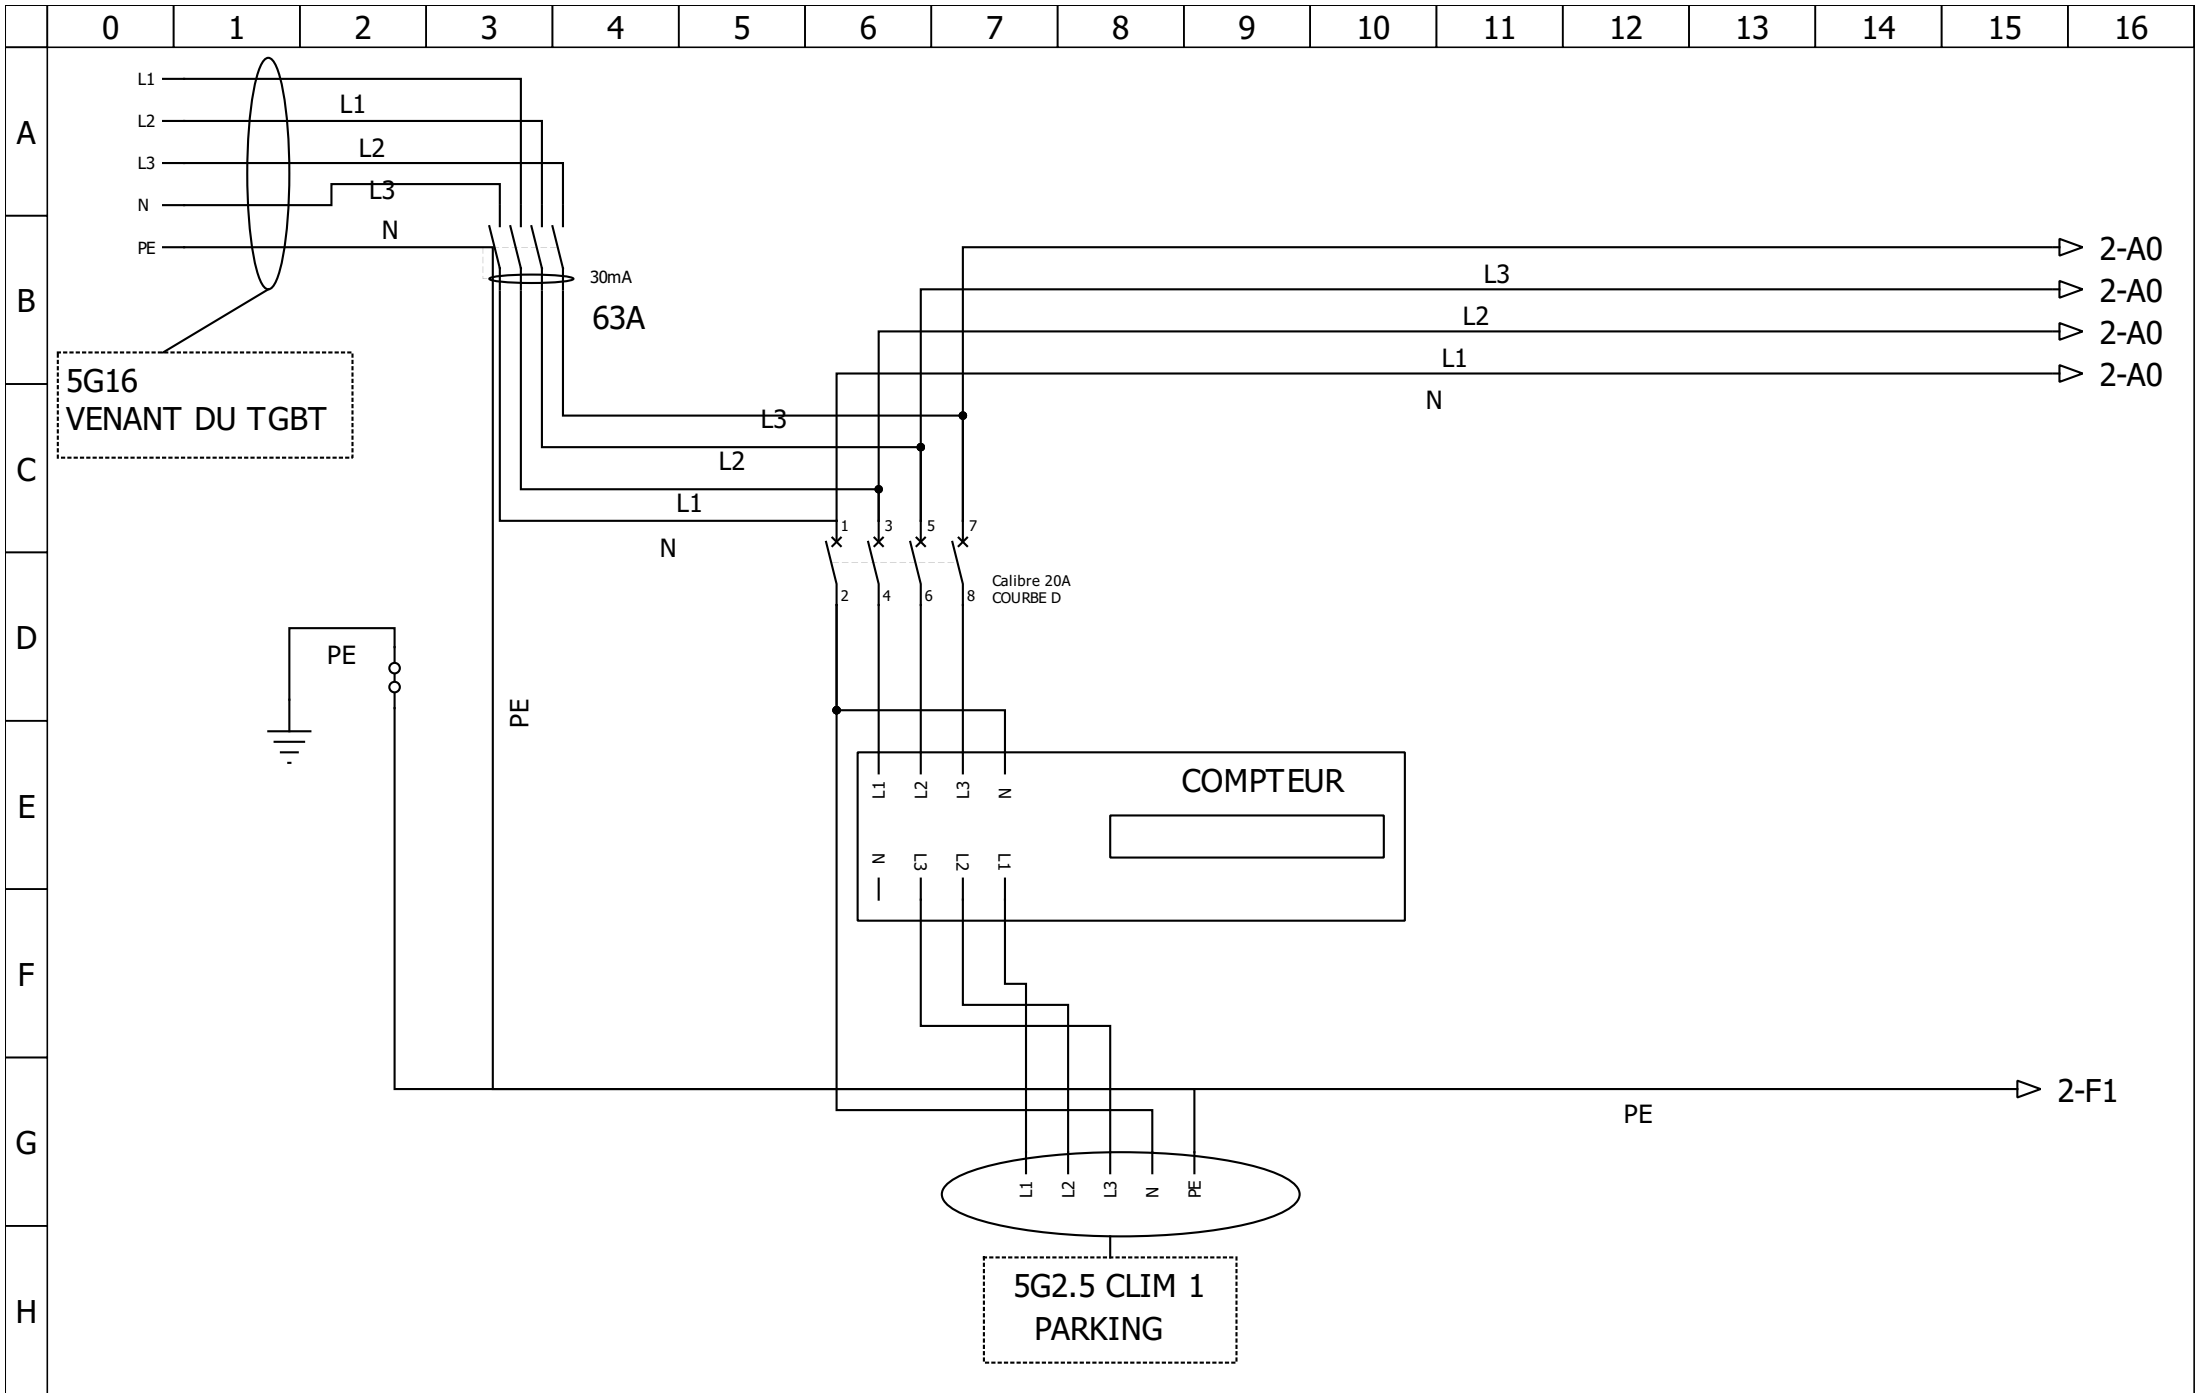 0 1 2 3 4 5 6 7 8 9 10 11 12 13 14 15 16
A
B
C
D
E
F
G
H
L1
L2
L3
N
PE
L1
L2
L3
N
30mA
63A
5G16
VENANT DU TGBT
2-A0
L3
2-A0
L2
2-A0
L1
2-A0
N
L3
L2
L1
N
1 3 5 7
2 4 6 8
Calibre 20A
COURBE D
PE
PE
COMPTEUR
L1 L2 L3 N
N L3 L2 L1
2-F1
PE
L1 L2 L3 N PE
5G2.5 CLIM 1
PARKING